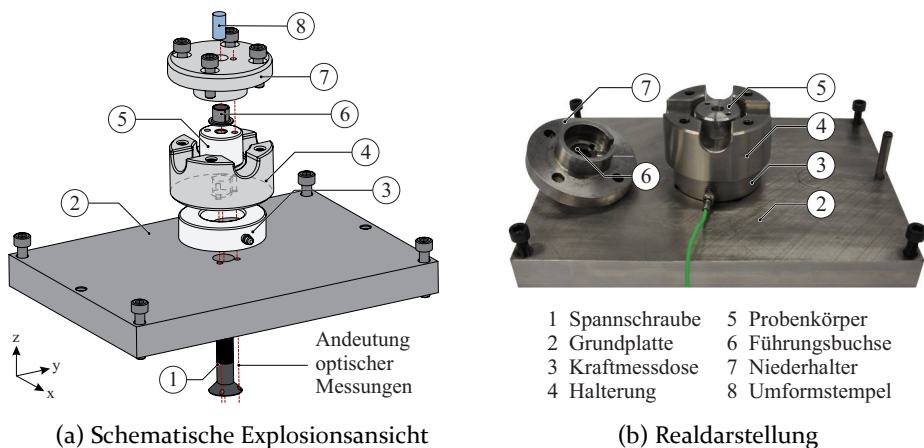 8
7
6
5
4
3
2
1
z
y
x
Andeutung
optischer
Messungen
(a) Schematische Explosionsansicht
7
5
4
3
6
2
1 Spannschraube 5 Probenkörper
2 Grundplatte 6 Führungsbuchse
3 Kraftmessdose 7 Niederhalter
4 Halterung 8 Umformstempel
(b) Realdarstellung